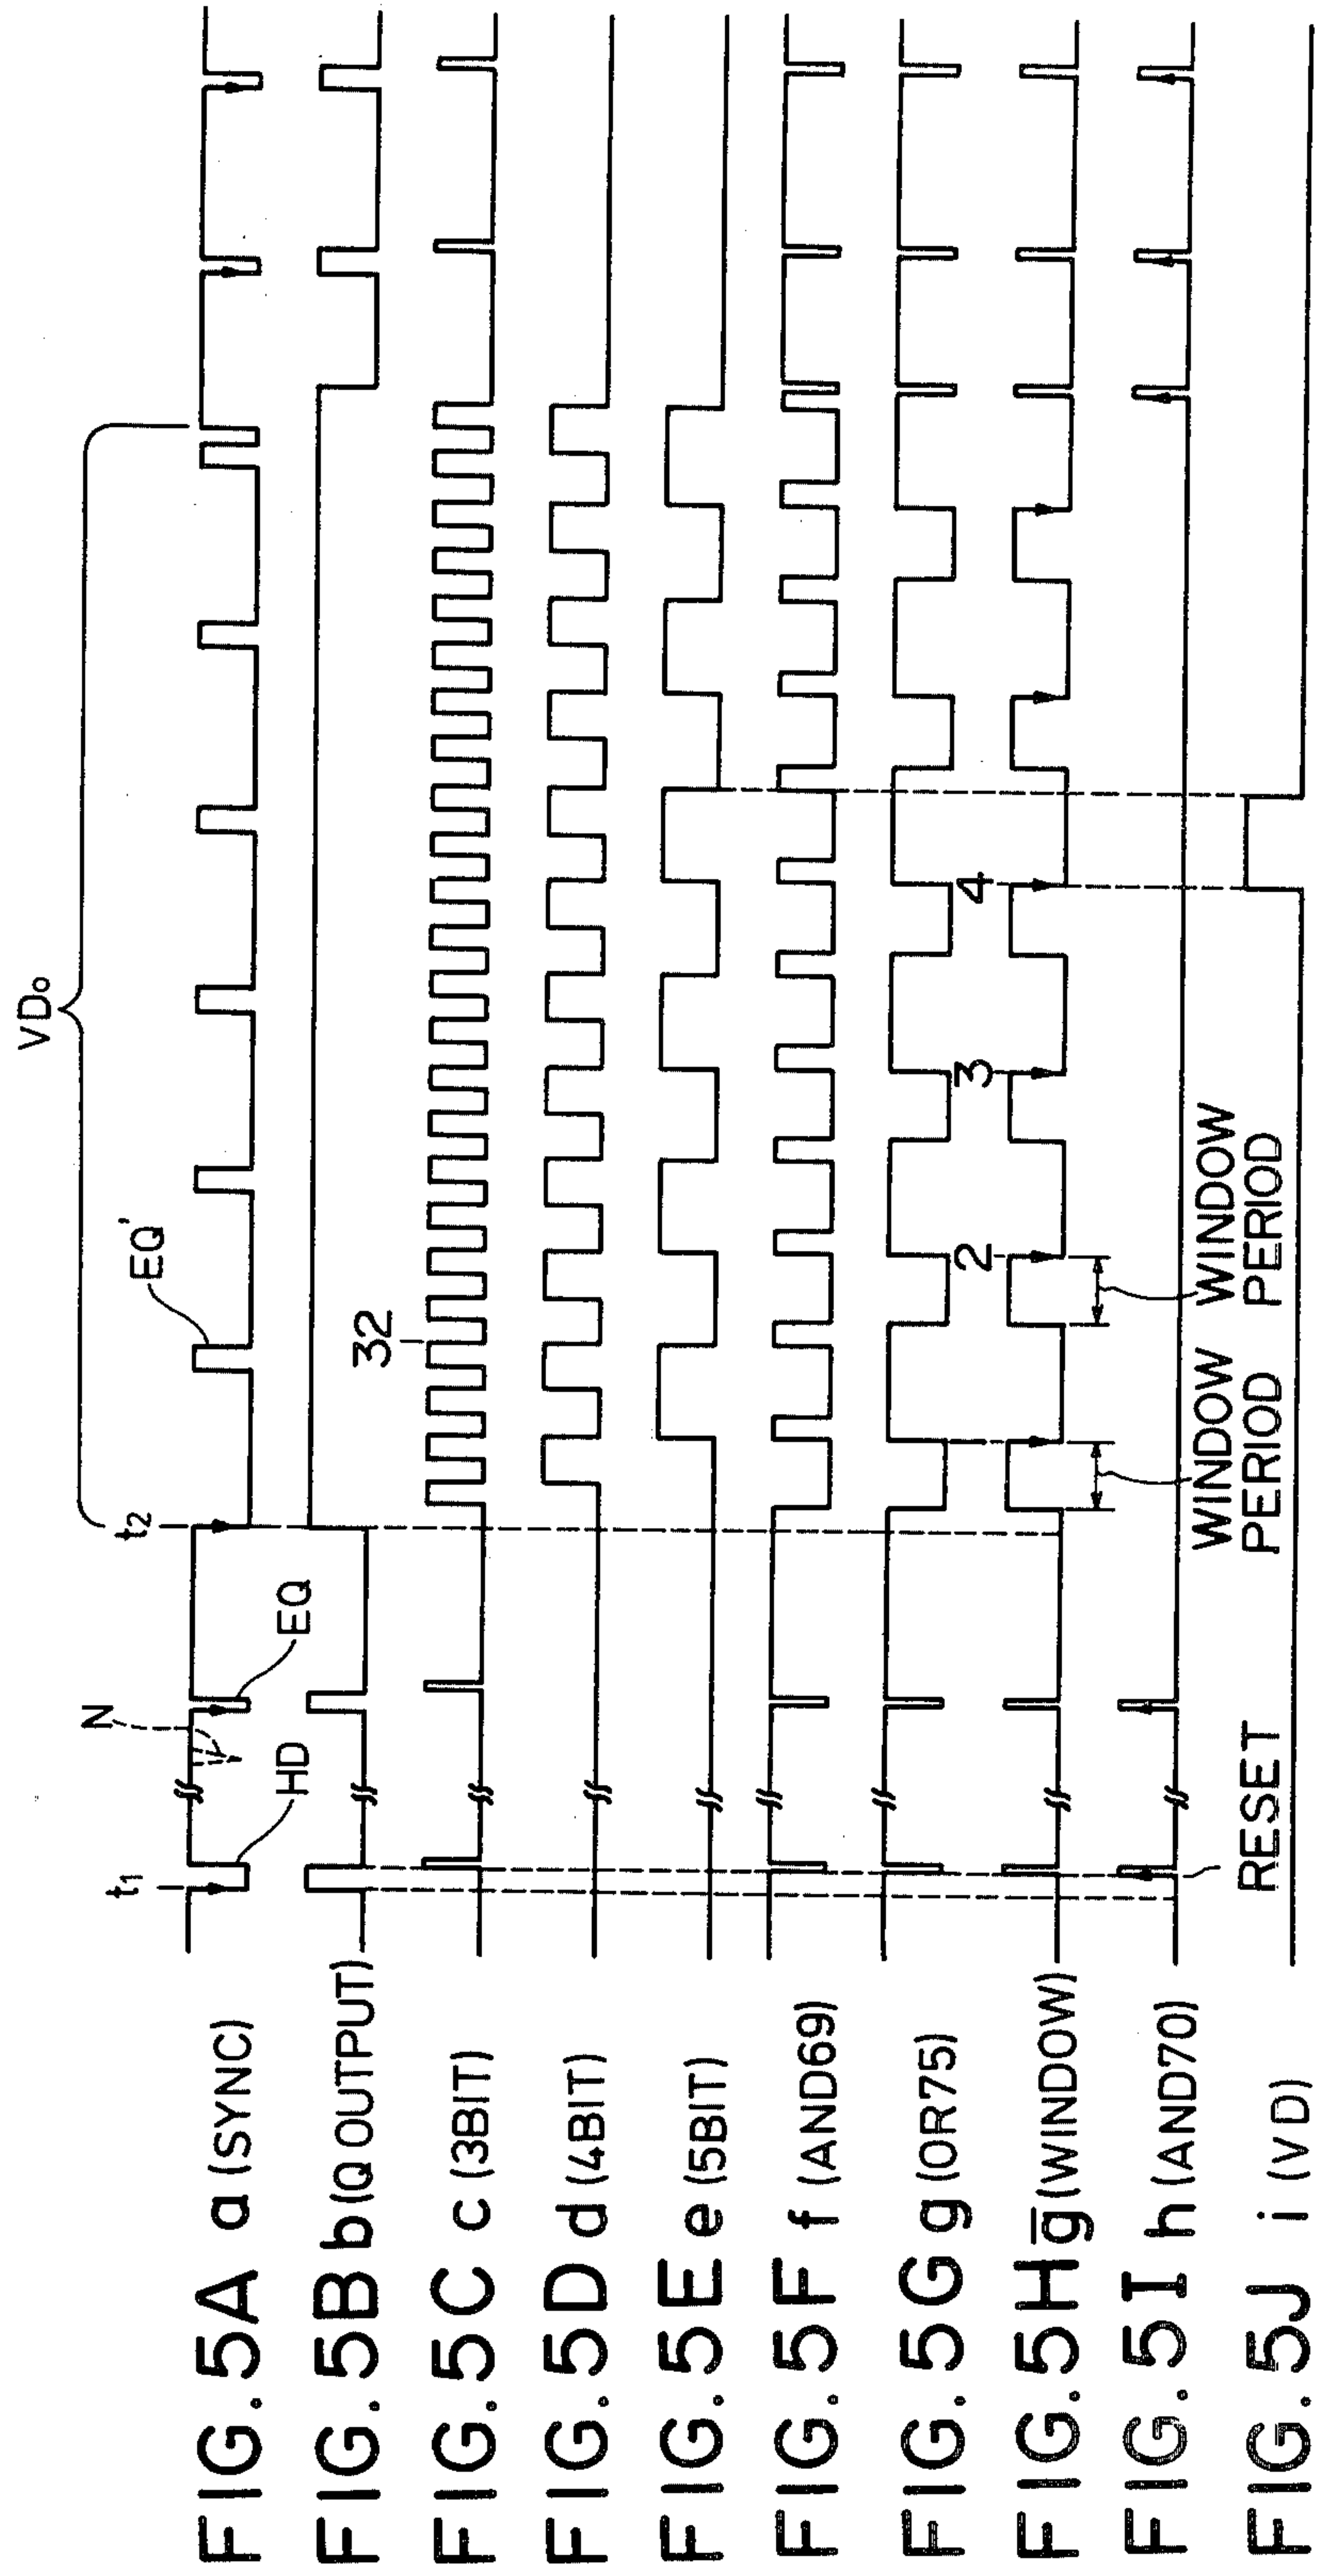 FIG. 5A a (SYNC)
t1
HD
N
EQ
t2
EQ'
VDo
FIG. 5B b (Q OUTPUT)
FIG. 5C c (3BIT)
32
FIG. 5D d (4BIT)
FIG. 5E e (5BIT)
FIG. 5F f (AND69)
FIG. 5G g (OR75)
FIG. 5H g̅ (WINDOW)
2
3
4
WINDOW PERIOD
WINDOW PERIOD
FIG. 5I h (AND70)
RESET
FIG. 5J i (VD)